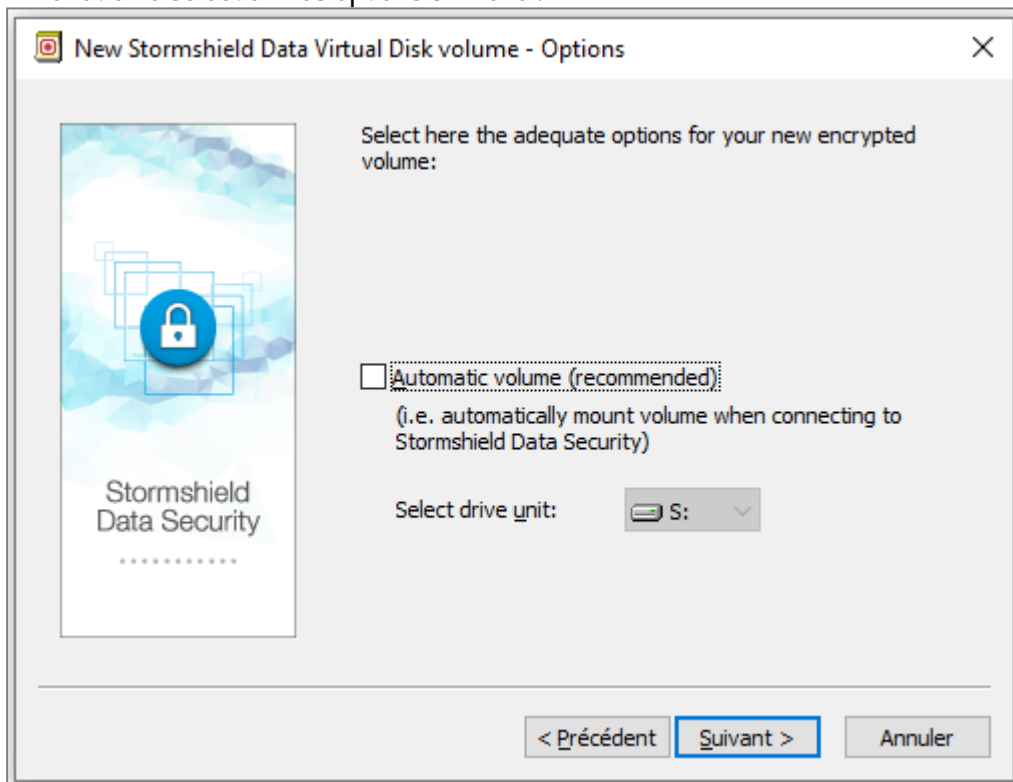 New Stormshield Data Virtual Disk volume - Options
Select here the adequate options for your new encrypted
volume:
Automatic volume (recommended)
(i.e. automatically mount volume when connecting to
Stormshield Data Security)
Stormshield
Data Security
Select drive unit:
S:
< Précédent
Suivant >
Annuler